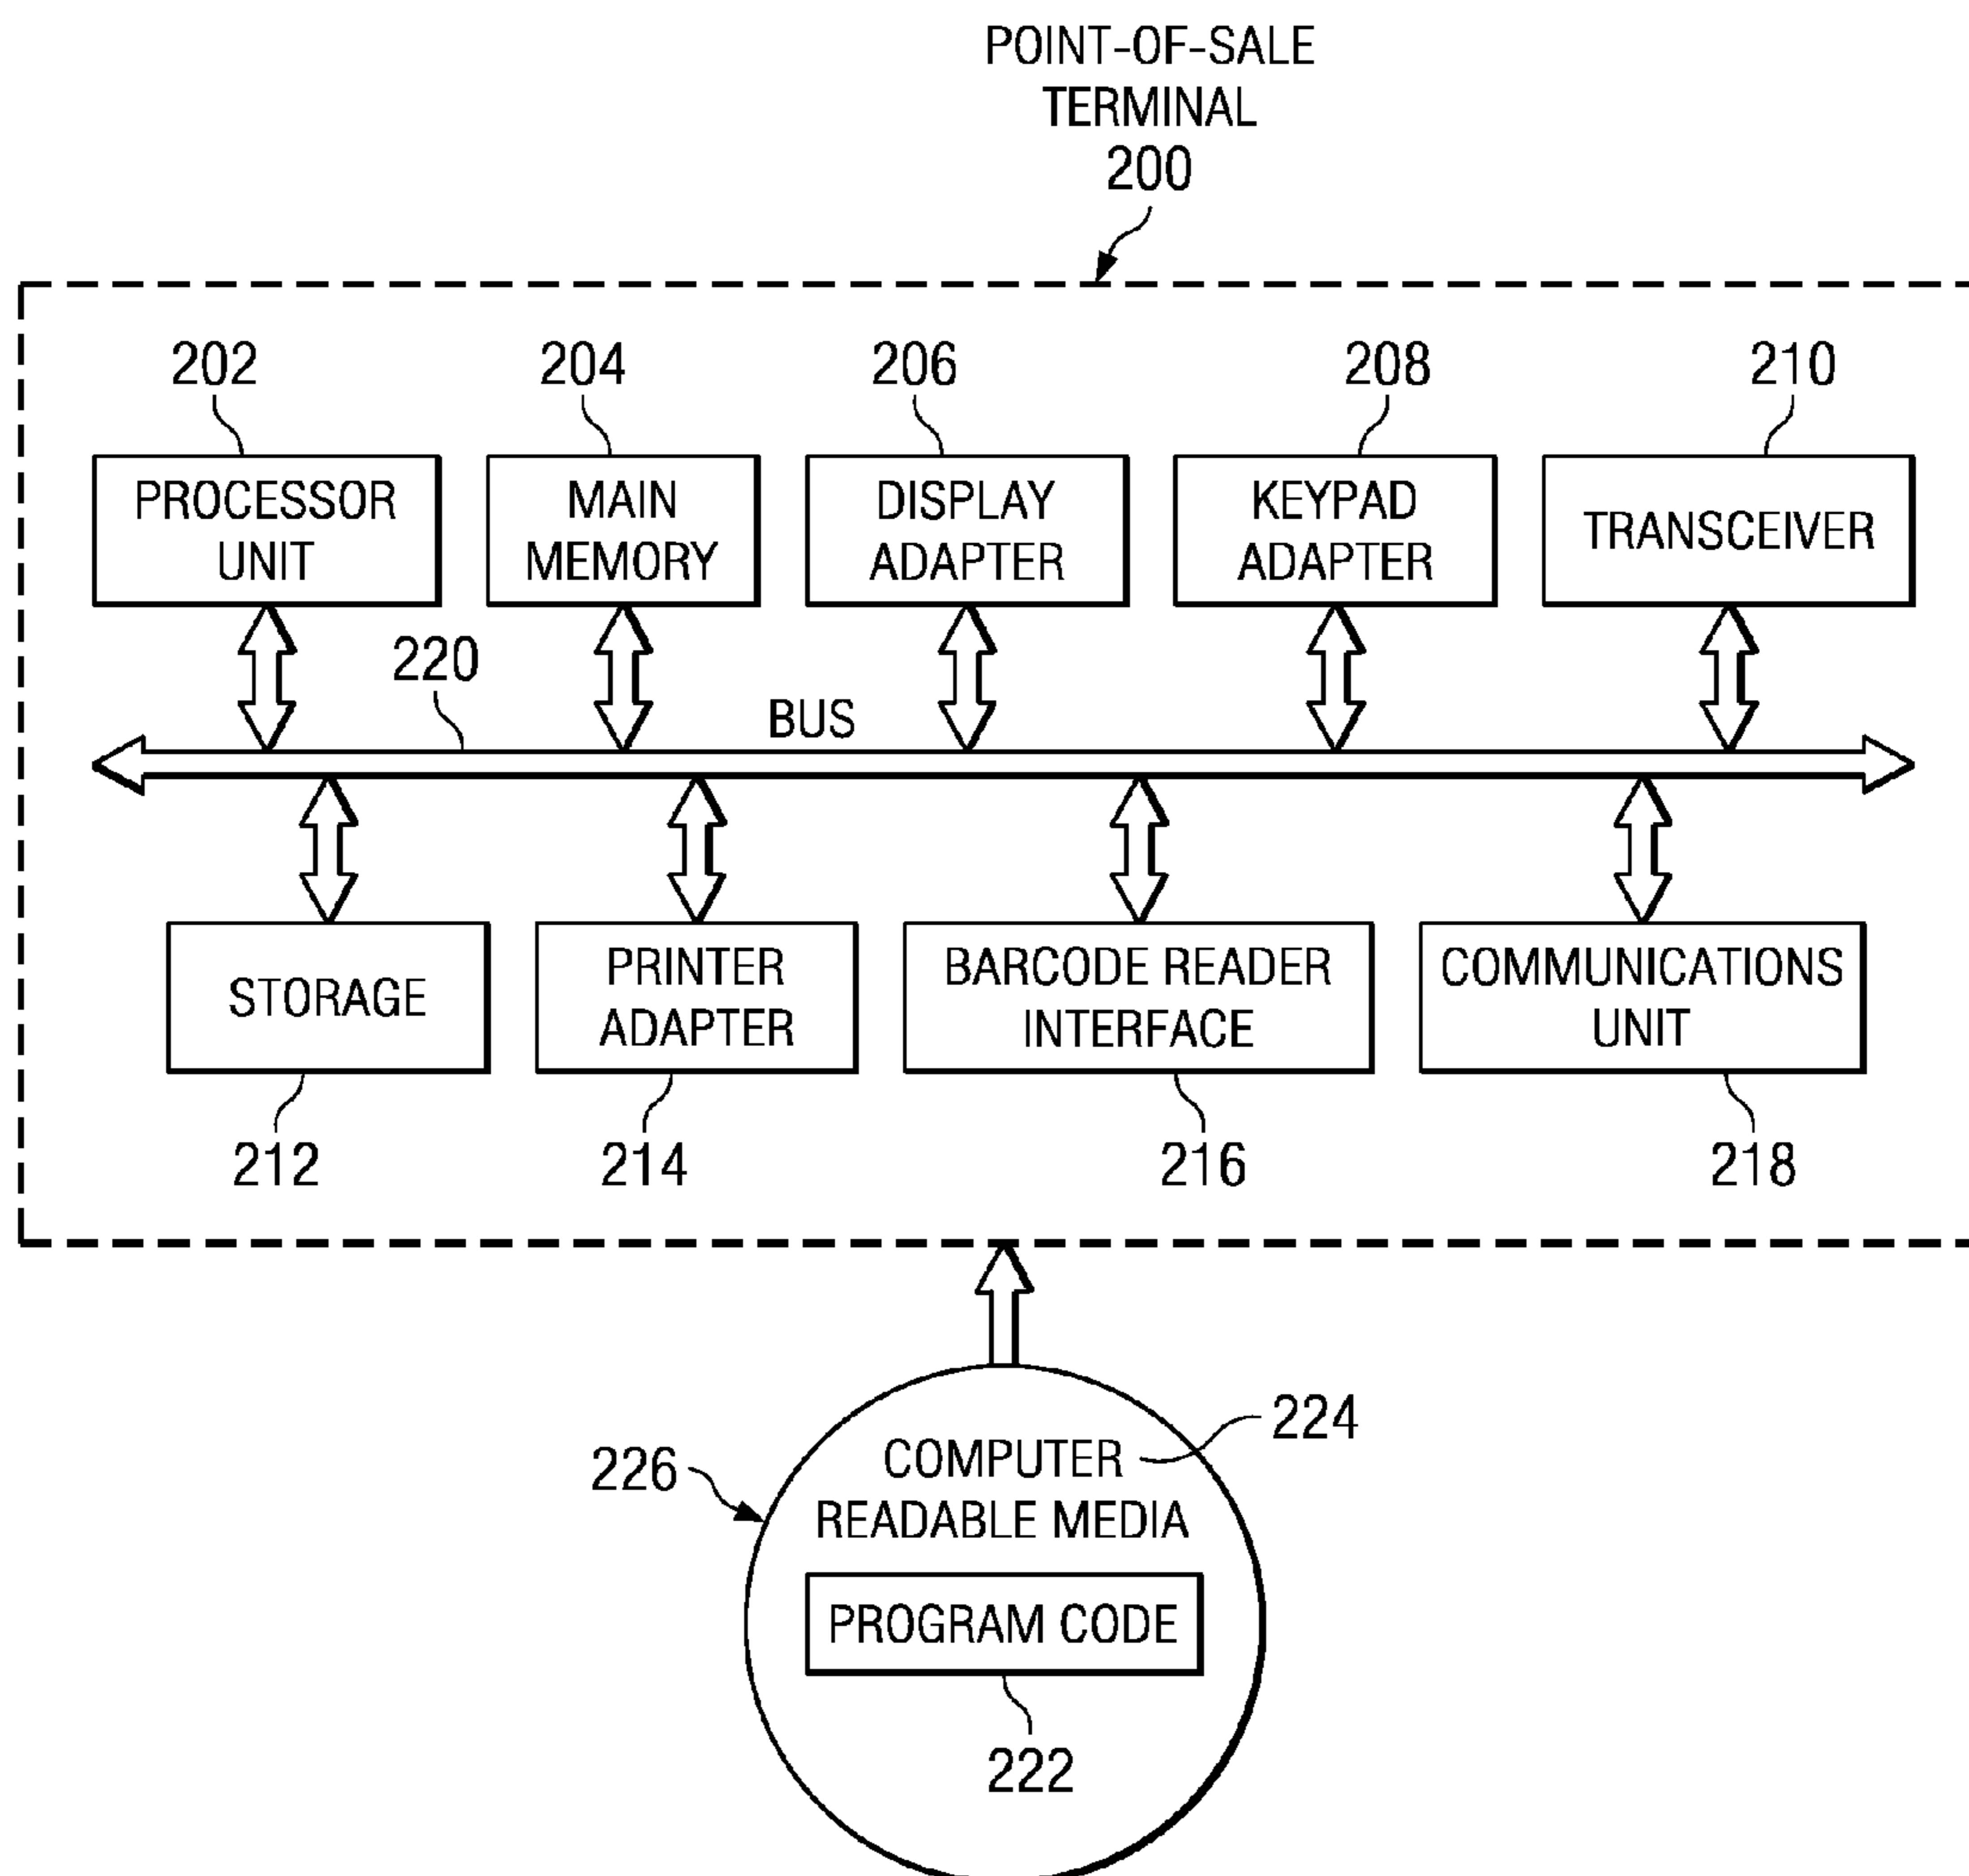 POINT-OF-SALE
TERMINAL
200
202
204
206
208
210
PROCESSOR
UNIT
MAIN
MEMORY
DISPLAY
ADAPTER
KEYPAD
ADAPTER
TRANSCEIVER
220
BUS
STORAGE
PRINTER
ADAPTER
BARCODE READER
INTERFACE
COMMUNICATIONS
UNIT
212
214
216
218
224
226
COMPUTER
READABLE MEDIA
PROGRAM CODE
222